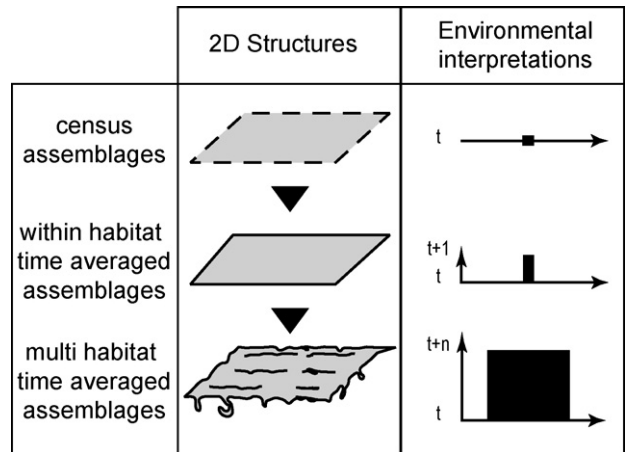 2D Structures
Environmental
interpretations
census
assemblages
t
within habitat
time averaged
assemblages
t+1
t
multi habitat
time averaged
assemblages
t+n
t